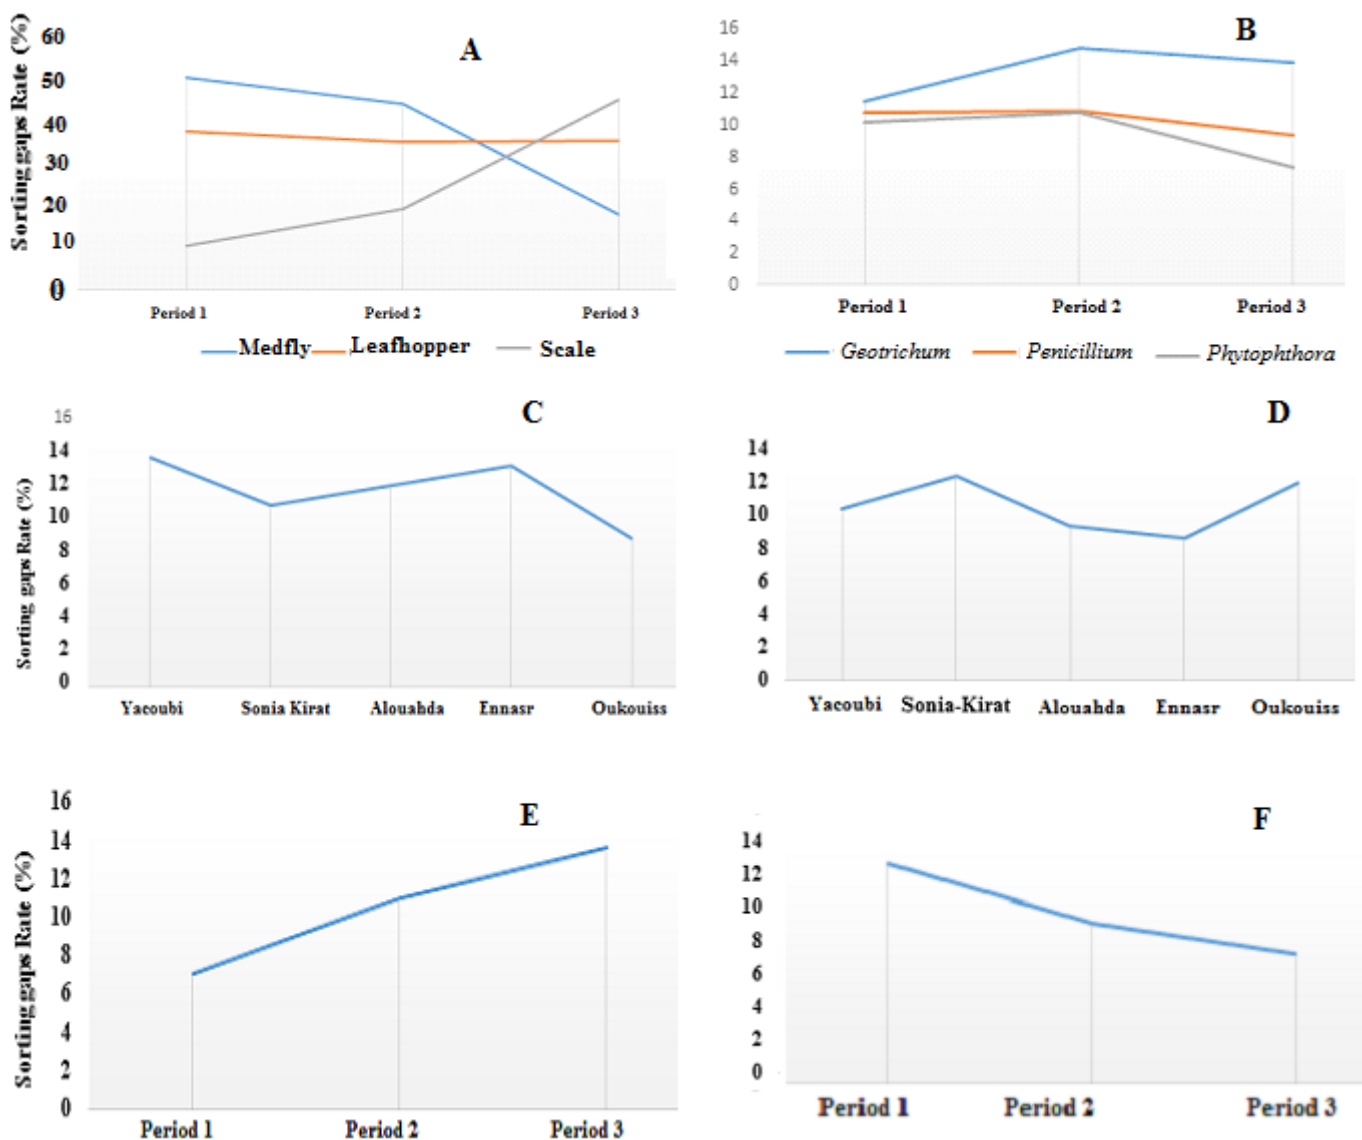 A
Sorting gaps Rate (%)
60
50
40
30
20
10
0
Period 1 Period 2 Period 3
Medfly Leafhopper Scale
B
16
14
12
10
8
6
4
2
0
Period 1 Period 2 Period 3
Geotrichum Penicillium Phytophthora
C
Sorting gaps Rate (%)
16
14
12
10
8
6
4
2
0
Yacoubi Sonia Kirat Alouahda Ennasr Oukouiss
D
14
12
10
8
6
4
2
0
Yacoubi Sonia-Kirat Alouahda Ennasr Oukouiss
E
Sorting gaps Rate (%)
16
14
12
10
8
6
4
2
0
Period 1 Period 2 Period 3
F
14
12
10
8
6
4
2
0
Period 1 Period 2 Period 3